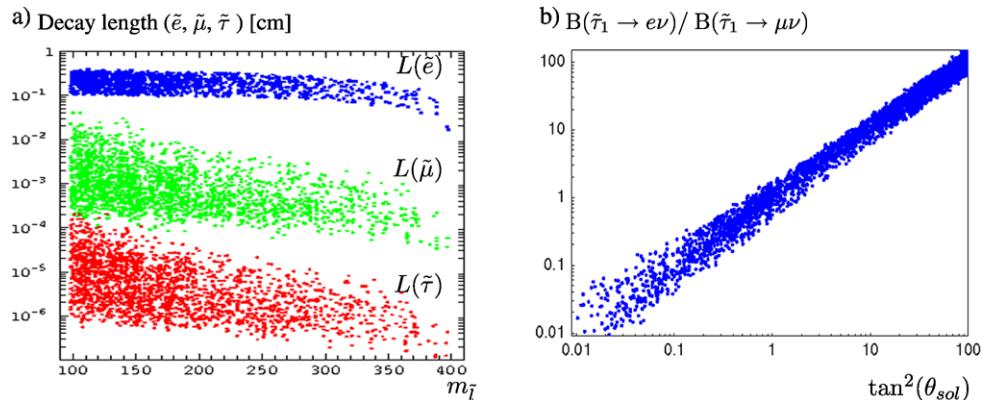 a) Decay length (ẽ, μ̃, τ̃ ) [cm]
1
10⁻¹
10⁻²
10⁻³
10⁻⁴
10⁻⁵
10⁻⁶
L(ẽ)
L(μ̃)
L(τ̃)
100 150 200 250 300 350 400
m_l̃
b) B(τ̃₁ → eν)/ B(τ̃₁ → μν)
100
10
1
0.1
0.01
0.01 0.1 1 10 100
tan²(θ_sol)